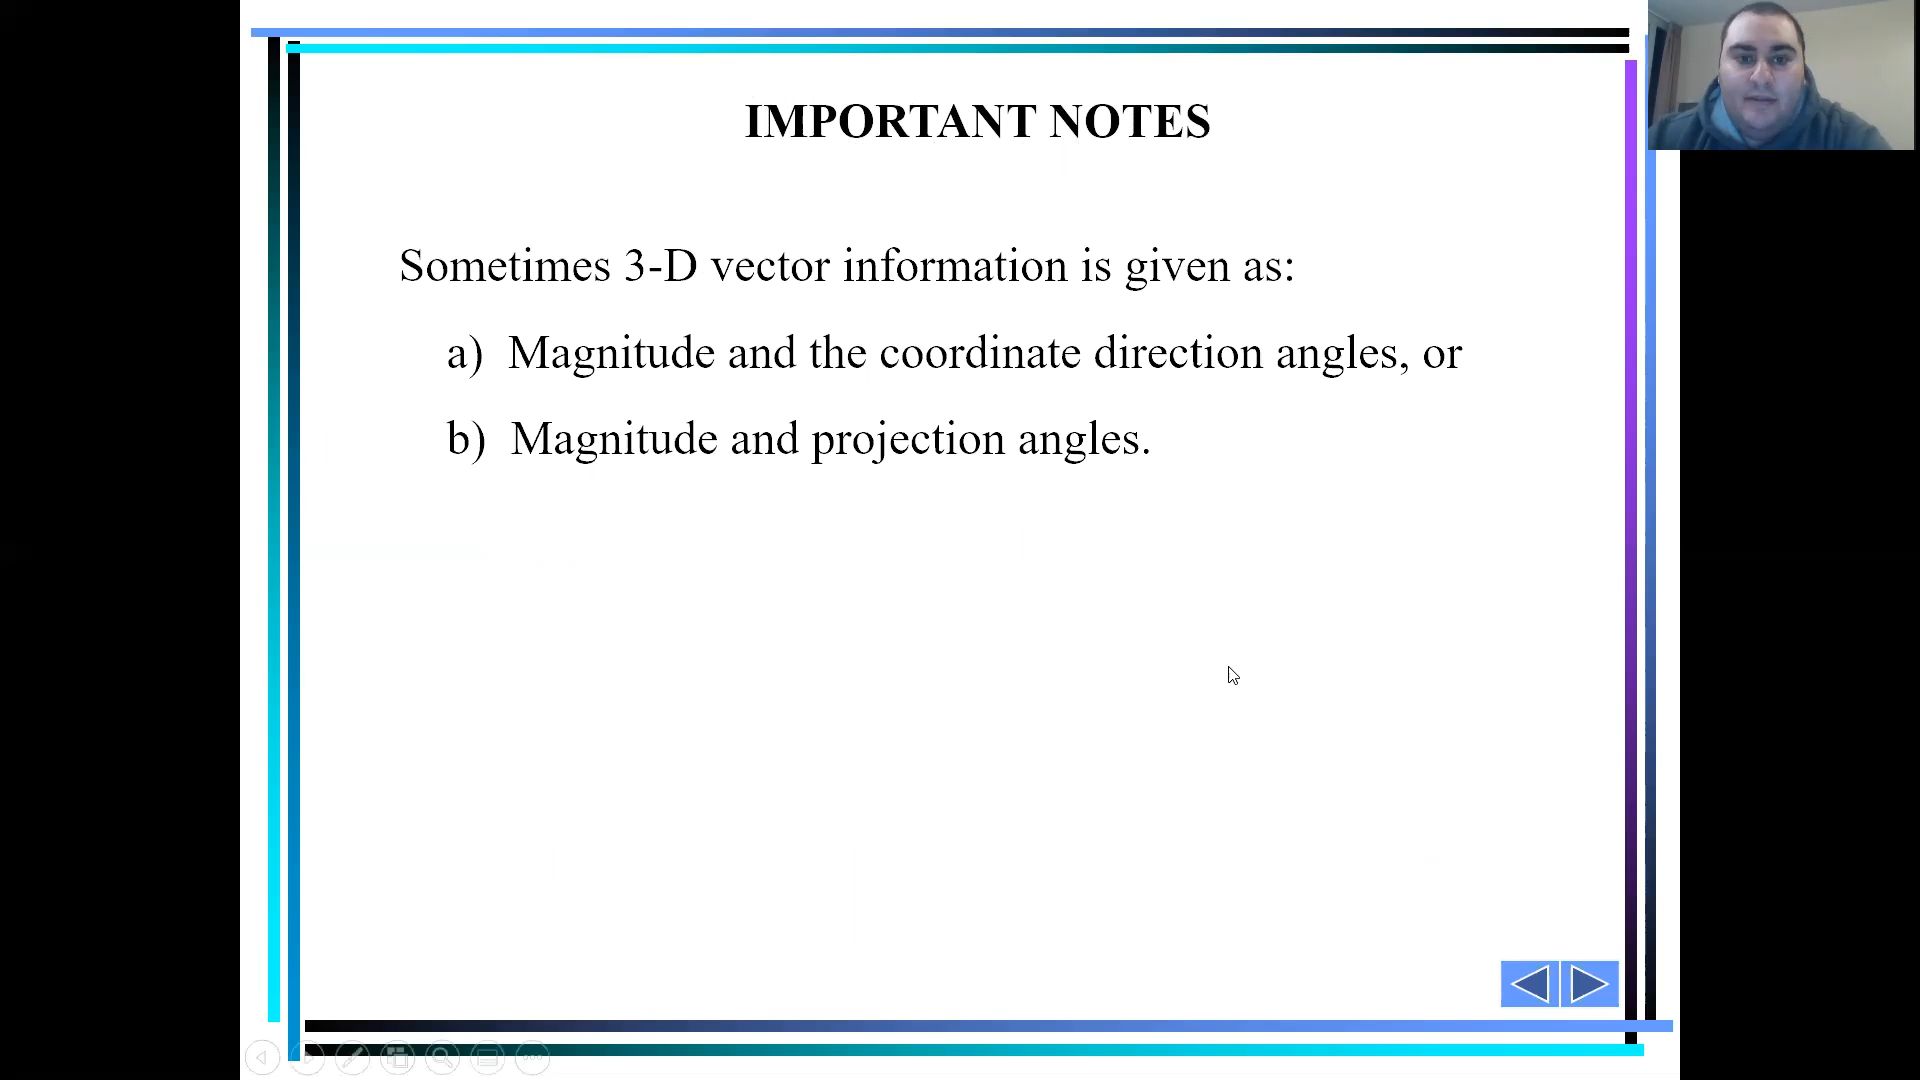 IMPORTANT NOTES
Sometimes 3-D vector information is given as:
a) Magnitude and the coordinate direction angles, or
b) Magnitude and projection angles.